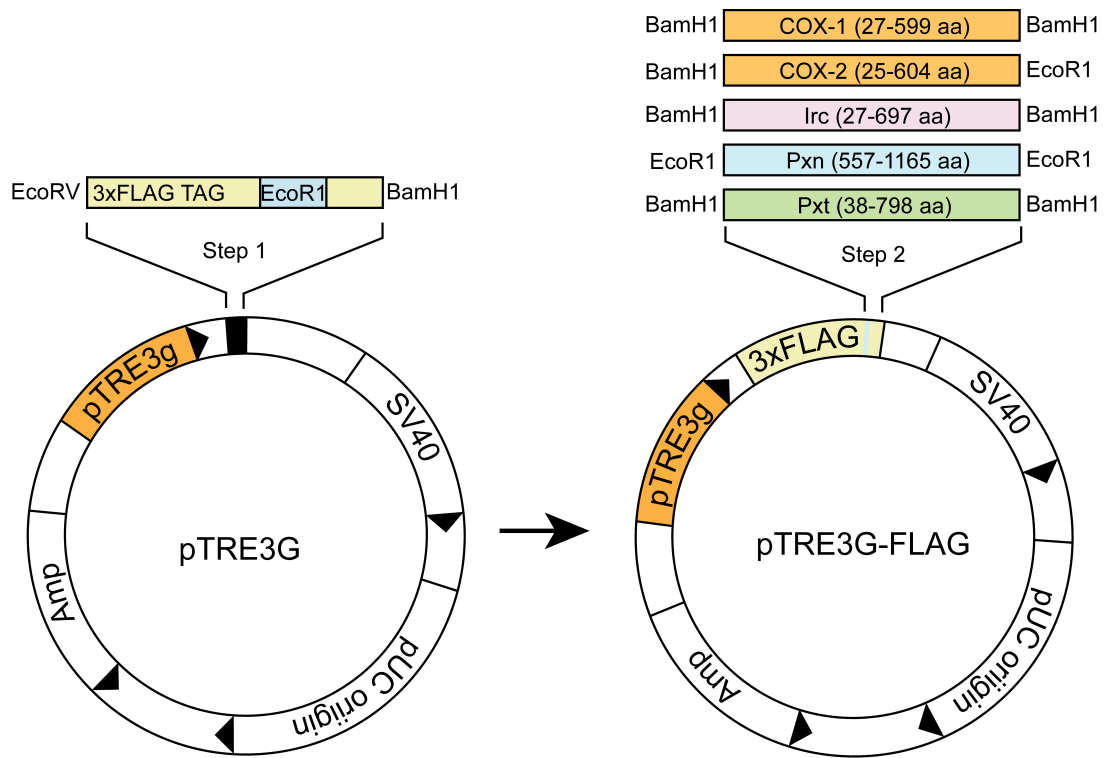 BamH1 COX-1 (27-599 aa) BamH1
BamH1 COX-2 (25-604 aa) EcoR1
BamH1 Irc (27-697 aa) BamH1
EcoR1 Pxn (557-1165 aa) EcoR1
BamH1 Pxt (38-798 aa) BamH1
EcoRV 3xFLAG TAG EcoR1 BamH1
Step 1
Step 2
pTRE3g
SV40
pUC oriigin
Amp
pTRE3G
3xFLAG
pTRE3g
SV40
pUC oriigin
Amp
pTRE3G-FLAG